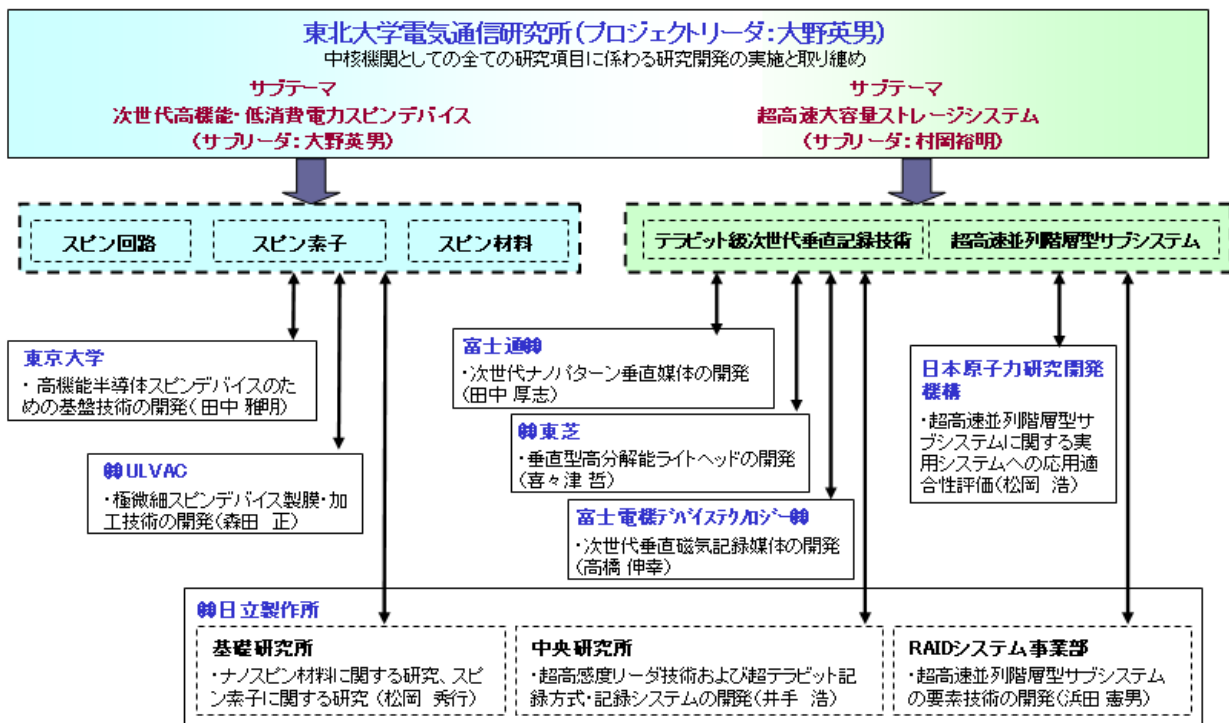 東北大学電気通信研究所(プロジェクトリーダ:大野英男)
中核機関としての全ての研究項目に係わる研究開発の実施と取り纏め
サブテーマ
次世代高機能・低消費電力スピンデバイス
(サブリーダ:大野英男)
サブテーマ
超高速大容量ストレージシステム
(サブリーダ:村岡裕明)
スピン回路
スピン素子
スピン材料
テラビット級次世代垂直記録技術
超高速並列階層型サブシステム
東京大学
・ 高機能半導体スピンデバイスのた
めの基盤技術の開発(田中 雅明)
㈱ULVAC
・極微細スピンデバイス製膜・加
工技術の開発(森田 正)
富士通㈱
・次世代ナノパターン垂直媒体の開発
(田中 厚志)
㈱東芝
・垂直型高分解能ライトヘッドの開発
(喜々津 哲)
富士電機デバイステクノロジー㈱
・次世代垂直磁気記録媒体の開発
(高橋 伸幸)
日本原子力研究開発
機構
・超高速並列階層型サ
ブシステムに関する実
用システムへの応用適
合性評価(松岡 浩)
㈱日立製作所
基礎研究所
・ナノスピン材料に関する研究、スピ
ン素子に関する研究(松岡 秀行)
中央研究所
・超高感度リーダ技術および超テラビット記
録方式・記録システムの開発(井手 浩)
RAIDシステム事業部
・超高速並列階層型サブシステム
の要素技術の開発(浜田 憲男)